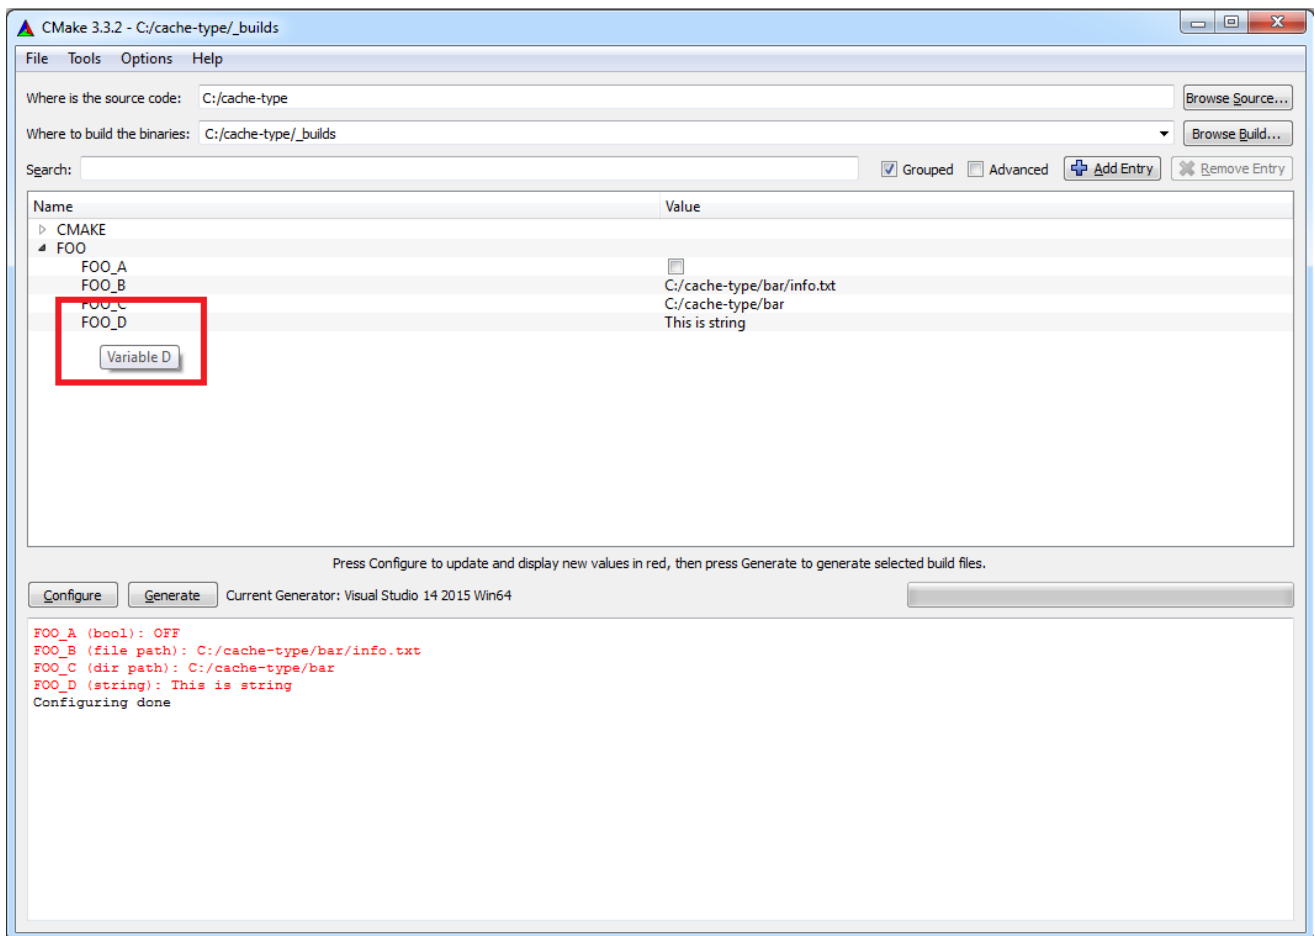 CMake 3.3.2 - C:/cache-type/_builds
File Tools Options Help
Where is the source code: C:/cache-type Browse Source...
Where to build the binaries: C:/cache-type/_builds Browse Build...
Search: Grouped Advanced Add Entry Remove Entry
Name Value
CMAKE
FOO
FOO_A
FOO_B C:/cache-type/bar/info.txt
FOO_C C:/cache-type/bar
FOO_D This is string
Variable D
Press Configure to update and display new values in red, then press Generate to generate selected build files.
Configure Generate Current Generator: Visual Studio 14 2015 Win64
FOO_A (bool): OFF
FOO_B (file path): C:/cache-type/bar/info.txt
FOO_C (dir path): C:/cache-type/bar
FOO_D (string): This is string
Configuring done